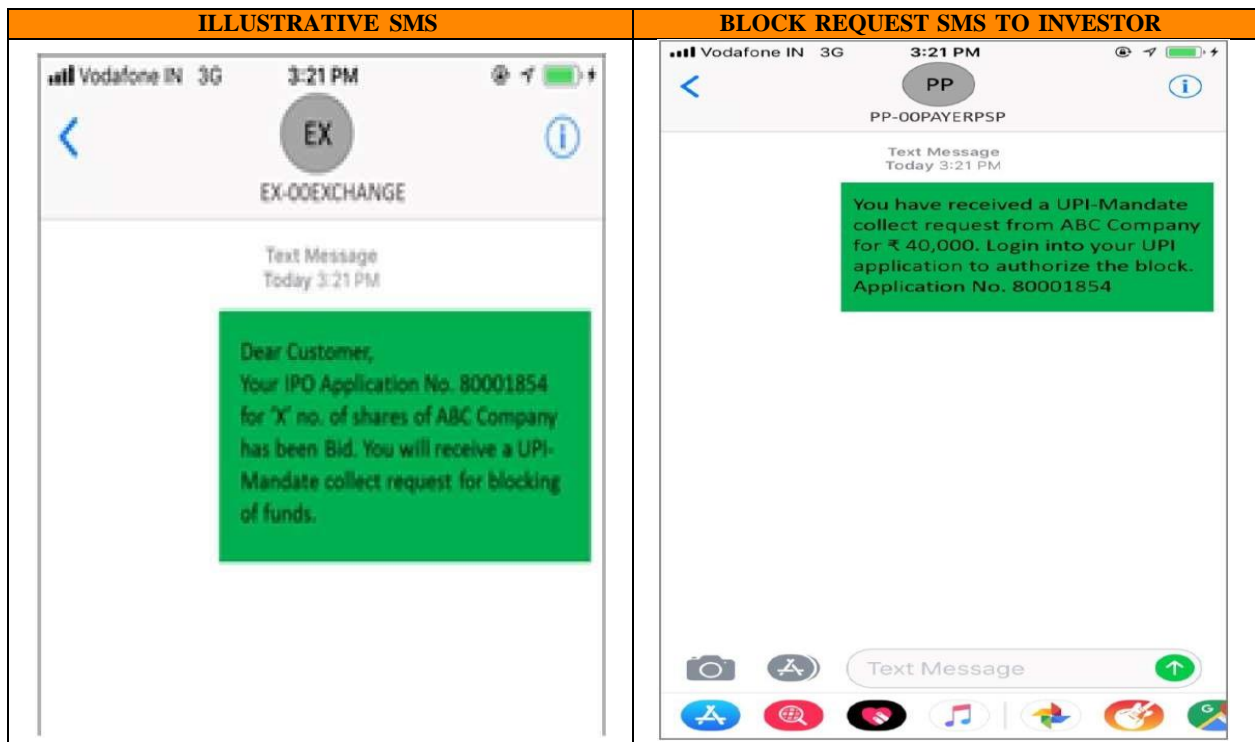 ILLUSTRATIVE SMS
Vodafone IN 3G 3:21 PM
EX
EX-00EXCHANGE
Text Message
Today 3:21 PM
Dear Customer,
Your IPO Application No. 80001854
for 'X' no. of shares of ABC Company
has been Bid. You will receive a UPI-
Mandate collect request for blocking
of funds.
BLOCK REQUEST SMS TO INVESTOR
Vodafone IN 3G 3:21 PM
PP
PP-00PAYERPSP
Text Message
Today 3:21 PM
You have received a UPI-Mandate
collect request from ABC Company
for ₹ 40,000. Login into your UPI
application to authorize the block.
Application No. 80001854
Text Message
G